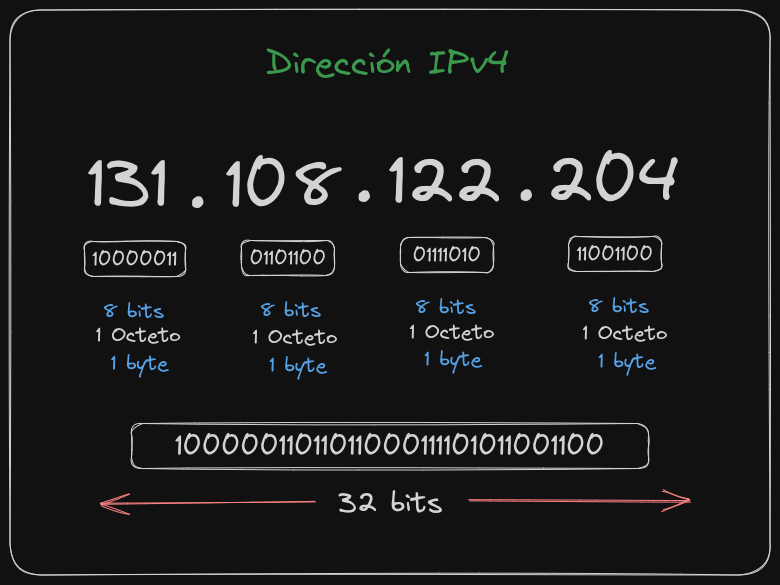 Dirección IPv4
131 . 108 . 122 . 204
10000011 01101100 01111010 11001100
8 bits 8 bits 8 bits 8 bits
1 Octeto 1 Octeto 1 Octeto 1 Octeto
1 byte 1 byte 1 byte 1 byte
10000011011011000111101011001100
32 bits